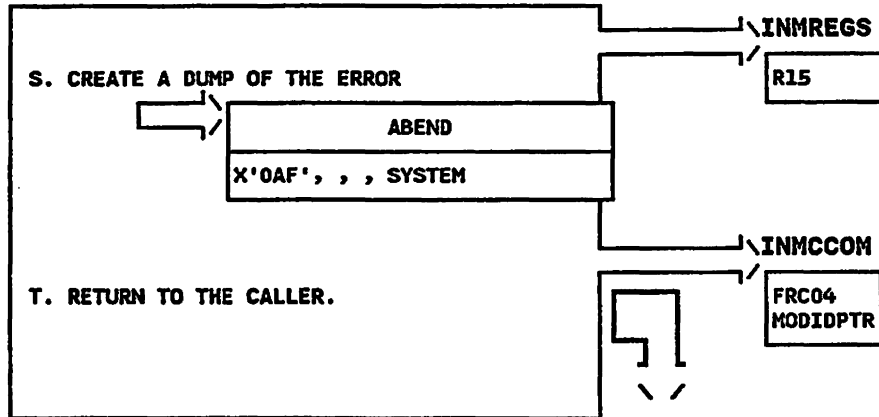 INMREGS
R15
S. CREATE A DUMP OF THE ERROR
ABEND
X'0AF', , , SYSTEM
INMCCOM
FRC04
MODIDPTR
T. RETURN TO THE CALLER.